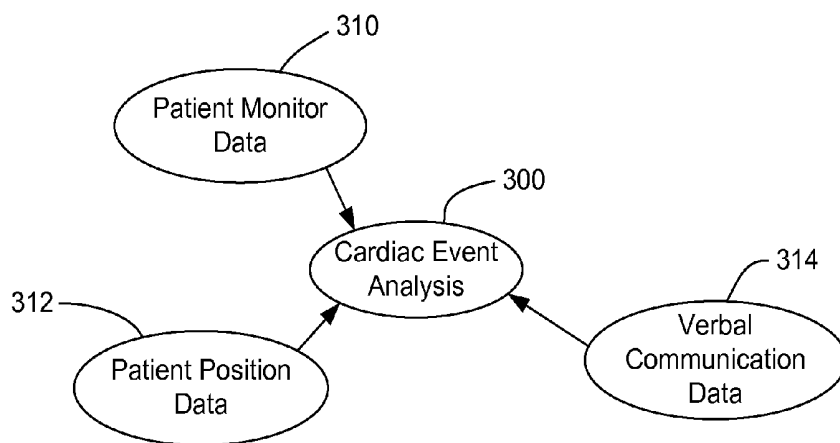 310
Patient Monitor
Data
300
Cardiac Event
Analysis
314
312
Verbal
Communication
Data
Patient Position
Data